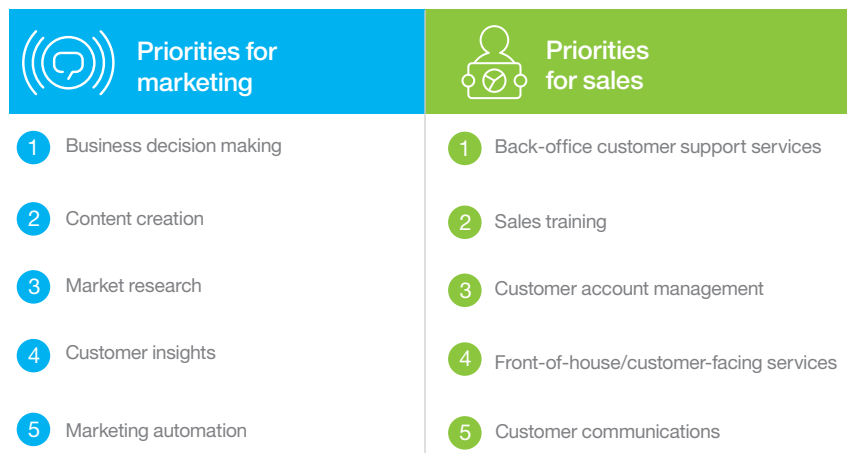 Priorities for
marketing
1 Business decision making
2 Content creation
3 Market research
4 Customer insights
5 Marketing automation
Priorities
for sales
1 Back-office customer support services
2 Sales training
3 Customer account management
4 Front-of-house/customer-facing services
5 Customer communications